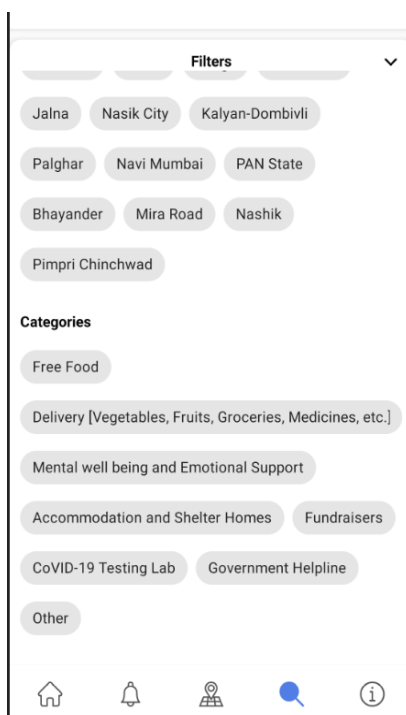 Filters
Jalna Nasik City Kalyan-Dombivli
Palghar Navi Mumbai PAN State
Bhayander Mira Road Nashik
Pimpri Chinchwad
Categories
Free Food
Delivery [Vegetables, Fruits, Groceries, Medicines, etc.]
Mental well being and Emotional Support
Accommodation and Shelter Homes Fundraisers
CoVID-19 Testing Lab Government Helpline
Other